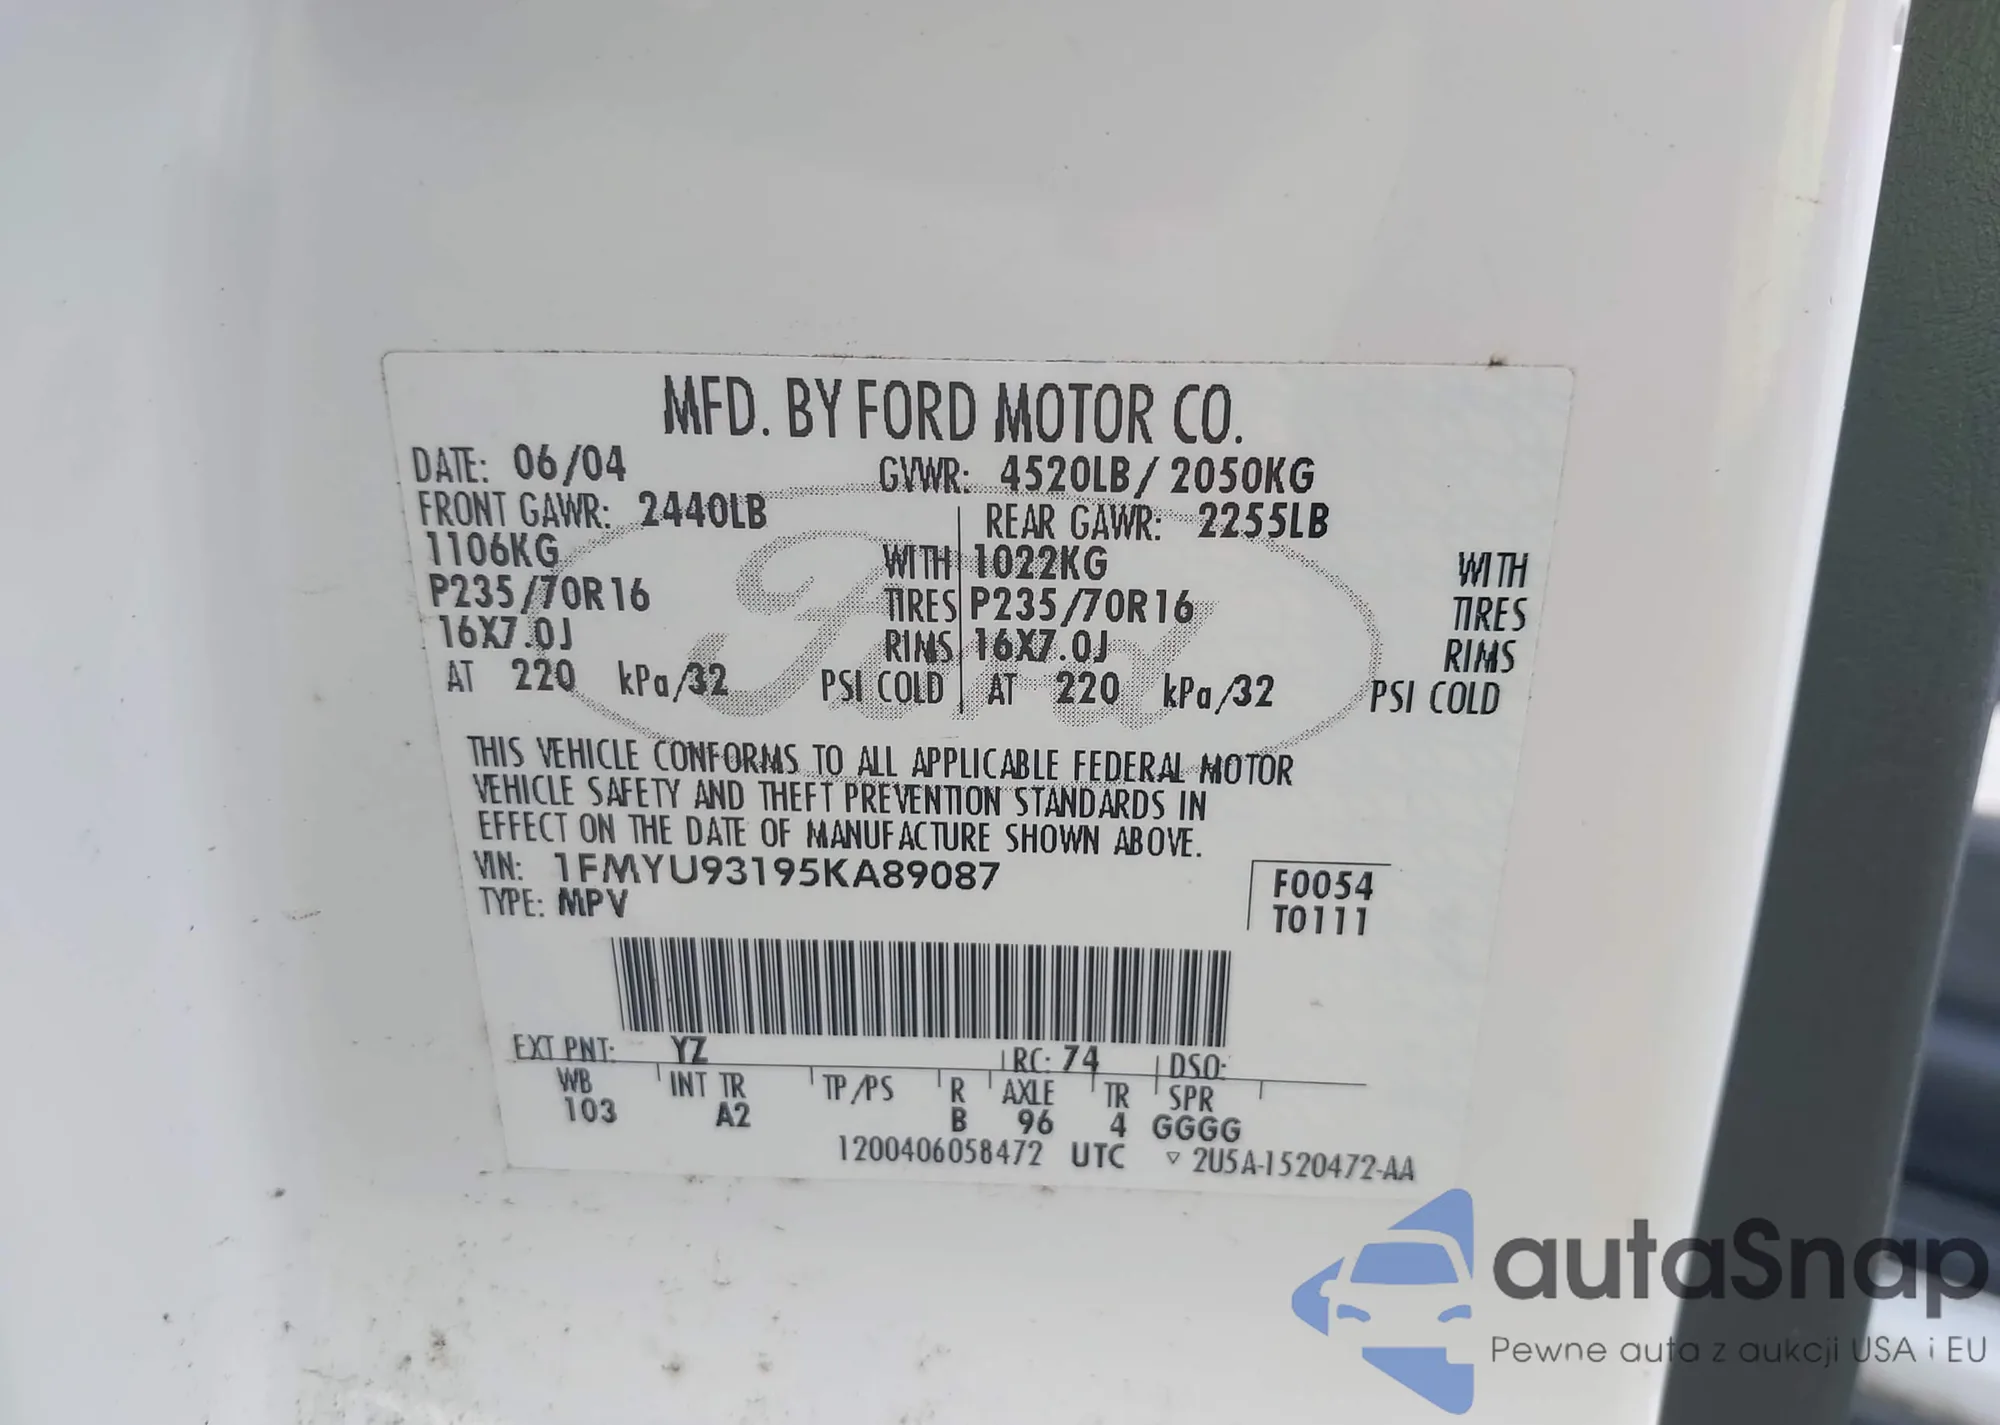 MFD. BY FORD MOTOR CO.
DATE: 06/04 GVWR: 4520LB/ 2050KG
FRONT GAWR: 2440LB REAR GAWR: 2255LB
1106KG WITH 1022KG WITH
P235/70R16 TIRES P235/70R16 TIRES
16X7.0J RIMS 16X7.0J RIMS
AT 220 kPa/32 PSI COLD AT 220 kPa/32 PSI COLD
Ford
THIS VEHICLE CONFORMS TO ALL APPLICABLE FEDERAL MOTOR
VEHICLE SAFETY AND THEFT PREVENTION STANDARDS IN
EFFECT ON THE DATE OF MANUFACTURE SHOWN ABOVE.
VIN: 1FMYU93195KA89087
TYPE: MPV
F0054
T0111
EXT PNT: YZ RC: 74 DSO:
WB INT TR TP/PS R AXLE TR SPR
103 A2 B 96 4 GGGG
1200406058472 UTC ▽ 2U5A-1520472-AA
autaSnap
Pewne auta z aukcji USA i EU